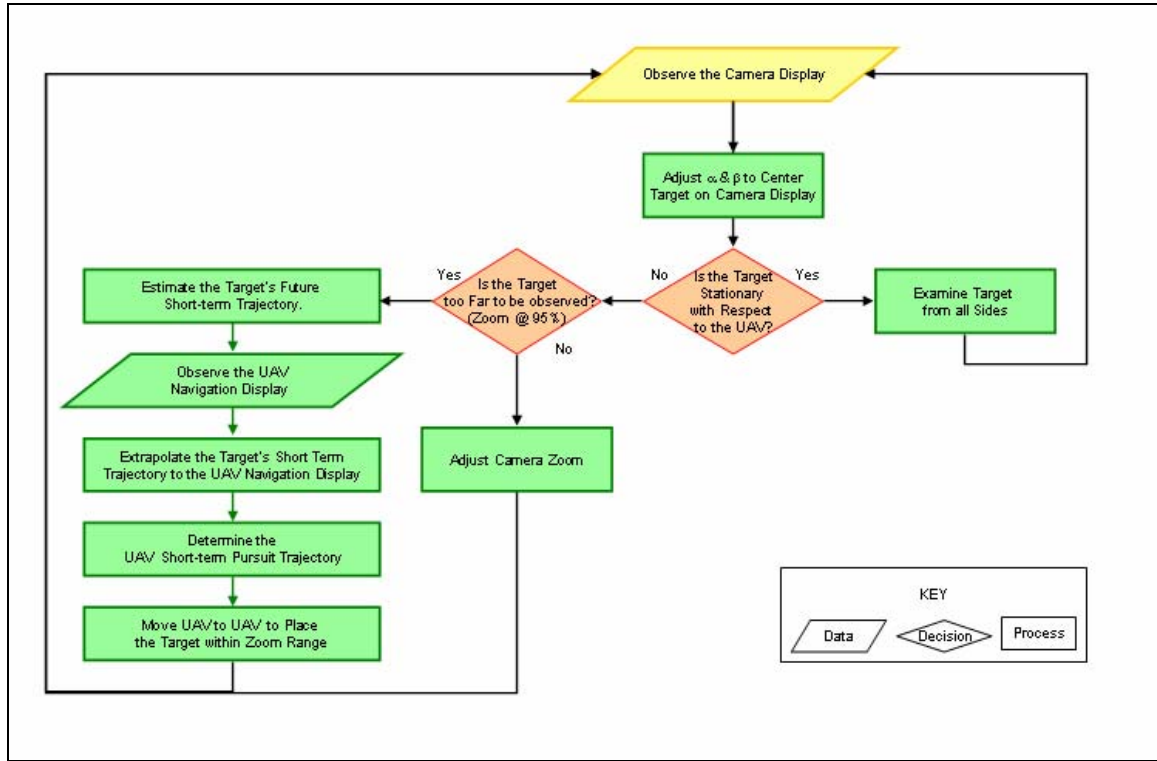 Observe the Camera Display
Adjust α & β to Center
Target on Camera Display
Is the Target
Stationary
with Respect
to the UAV?
No
Yes
Examine Target
from all Sides
Is the Target
too Far to be observed?
(Zoom @ 95%)
Yes
No
Estimate the Target's Future
Short-term Trajectory.
Observe the UAV
Navigation Display
Extrapolate the Target's Short Term
Trajectory to the UAV Navigation Display
Determine the
UAV Short-term Pursuit Trajectory
Move UAV to UAV to Place
the Target within Zoom Range
Adjust Camera Zoom
KEY
Data
Decision
Process